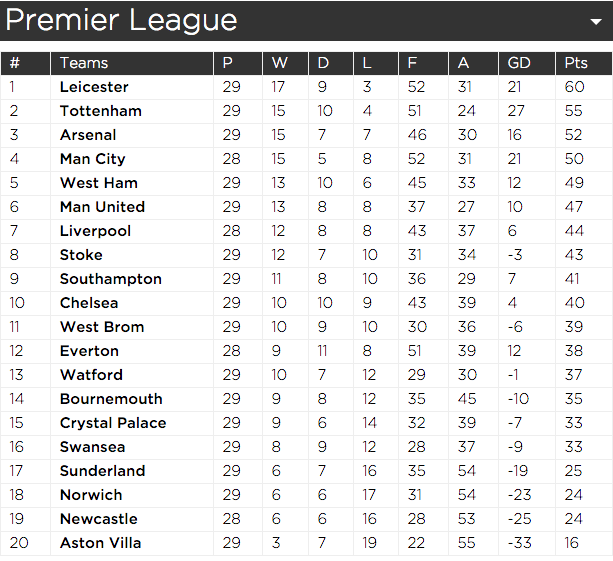 Premier League
# Teams P W D L F A GD Pts
1 Leicester 29 17 9 3 52 31 21 60
2 Tottenham 29 15 10 4 51 24 27 55
3 Arsenal 29 15 7 7 46 30 16 52
4 Man City 28 15 5 8 52 31 21 50
5 West Ham 29 13 10 6 45 33 12 49
6 Man United 29 13 8 8 37 27 10 47
7 Liverpool 28 12 8 8 43 37 6 44
8 Stoke 29 12 7 10 31 34 -3 43
9 Southampton 29 11 8 10 36 29 7 41
10 Chelsea 29 10 10 9 43 39 4 40
11 West Brom 29 10 9 10 30 36 -6 39
12 Everton 28 9 11 8 51 39 12 38
13 Watford 29 10 7 12 29 30 -1 37
14 Bournemouth 29 9 8 12 35 45 -10 35
15 Crystal Palace 29 9 6 14 32 39 -7 33
16 Swansea 29 8 9 12 28 37 -9 33
17 Sunderland 29 6 7 16 35 54 -19 25
18 Norwich 29 6 6 17 31 54 -23 24
19 Newcastle 28 6 6 16 28 53 -25 24
20 Aston Villa 29 3 7 19 22 55 -33 16